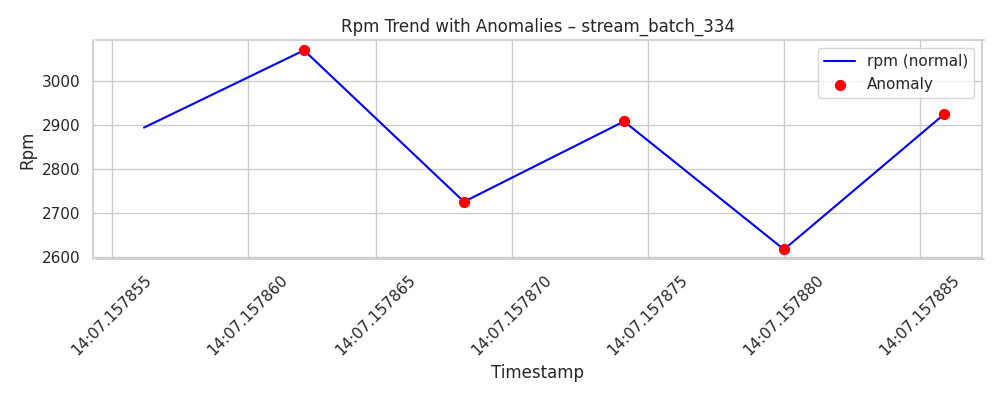 Rpm Trend with Anomalies – stream_batch_334
rpm (normal)
Anomaly
Rpm
3000
2900
2800
2700
2600
14:07.157855
14:07.157860
14:07.157865
14:07.157870
14:07.157875
14:07.157880
14:07.157885
Timestamp